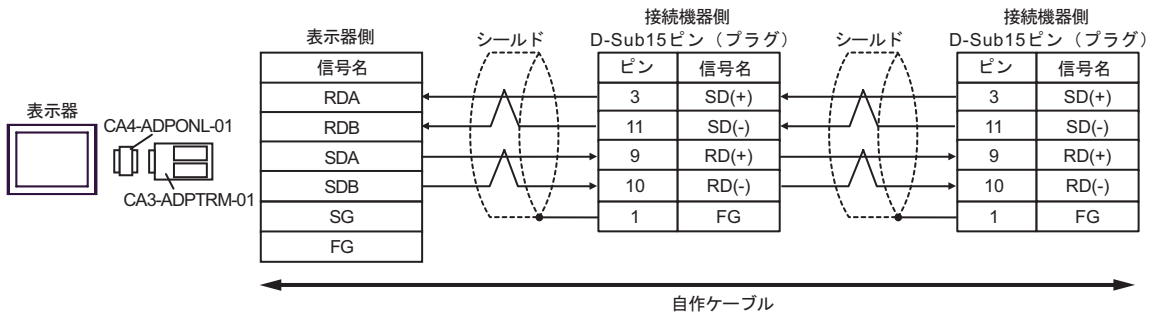 表示器
CA4-ADPONL-01
CA3-ADPTRM-01
表示器側
信号名
RDA
RDB
SDA
SDB
SG
FG
シールド
接続機器側
D-Sub15ピン（プラグ）
ピン 信号名
3 SD(+)
11 SD(-)
9 RD(+)
10 RD(-)
1 FG
シールド
接続機器側
D-Sub15ピン（プラグ）
ピン 信号名
3 SD(+)
11 SD(-)
9 RD(+)
10 RD(-)
1 FG
自作ケーブル